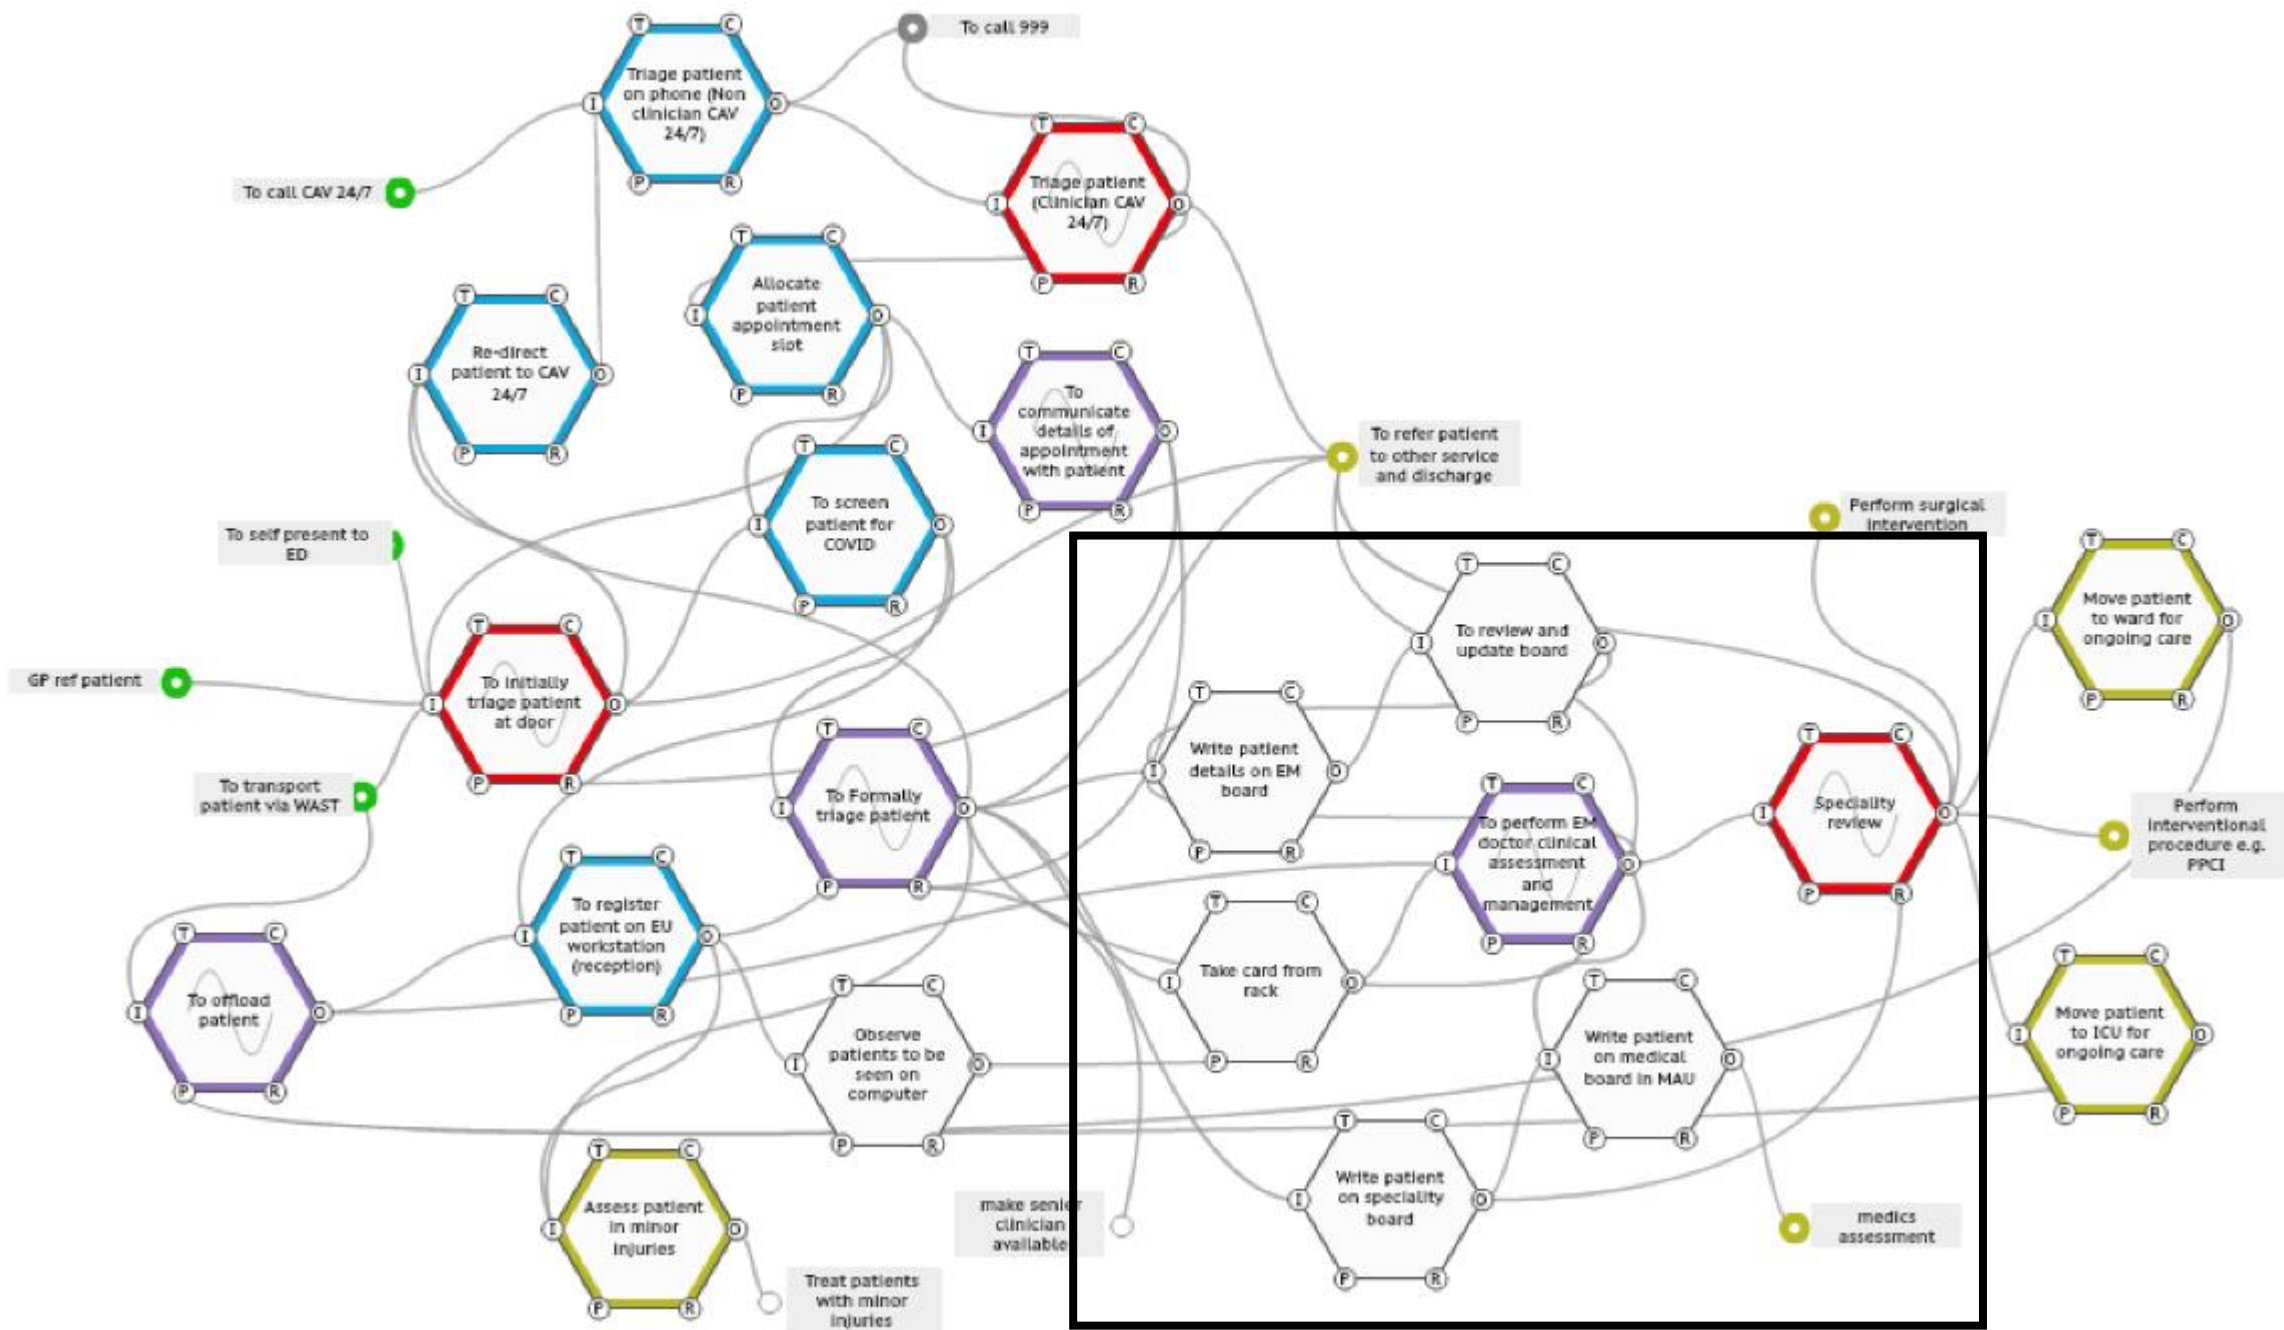 T
C
I
O
P
R
Triage patient
on phone (Non
clinician CAV
24/7)
To call 999
T
C
I
O
P
R
Triage patient
(Clinician CAV
24/7)
To call CAV 24/7
T
C
I
O
P
R
Allocate
patient
appointment
slot
T
C
I
O
P
R
Re-direct
patient to CAV
24/7
T
C
I
O
P
R
To
communicate
details of
appointment
with patient
To refer patient
to other service
and discharge
T
C
I
O
P
R
To screen
patient for
COVID
To self present to
ED
Perform surgical
intervention
T
C
I
O
P
R
Move patient
to ward for
ongoing care
T
C
I
O
P
R
To review and
update board
GP ref patient
T
C
I
O
P
R
To initially
triage patient
at door
T
C
I
O
P
R
Write patient
details on EM
board
To transport
patient via WAST
T
C
I
O
P
R
To Formally
triage patient
T
C
I
O
P
R
To perform EM
doctor clinical
assessment
and
management
T
C
I
O
P
R
Speciality
review
Perform
interventional
procedure e.g.
PPCI
T
C
I
O
P
R
To register
patient on EU
workstation
(reception)
T
C
I
O
P
R
Take card from
rack
T
C
I
O
P
R
To offload
patient
T
C
I
O
P
R
Observe
patients to be
seen on
computer
T
C
I
O
P
R
Write patient
on medical
board in MAU
T
C
I
O
P
R
Move patient
to ICU for
ongoing care
T
C
I
O
P
R
Assess patient
in minor
injuries
make senior
clinician
available
T
C
I
O
P
R
Write patient
on speciality
board
medics
assessment
Treat patients
with minor
injuries